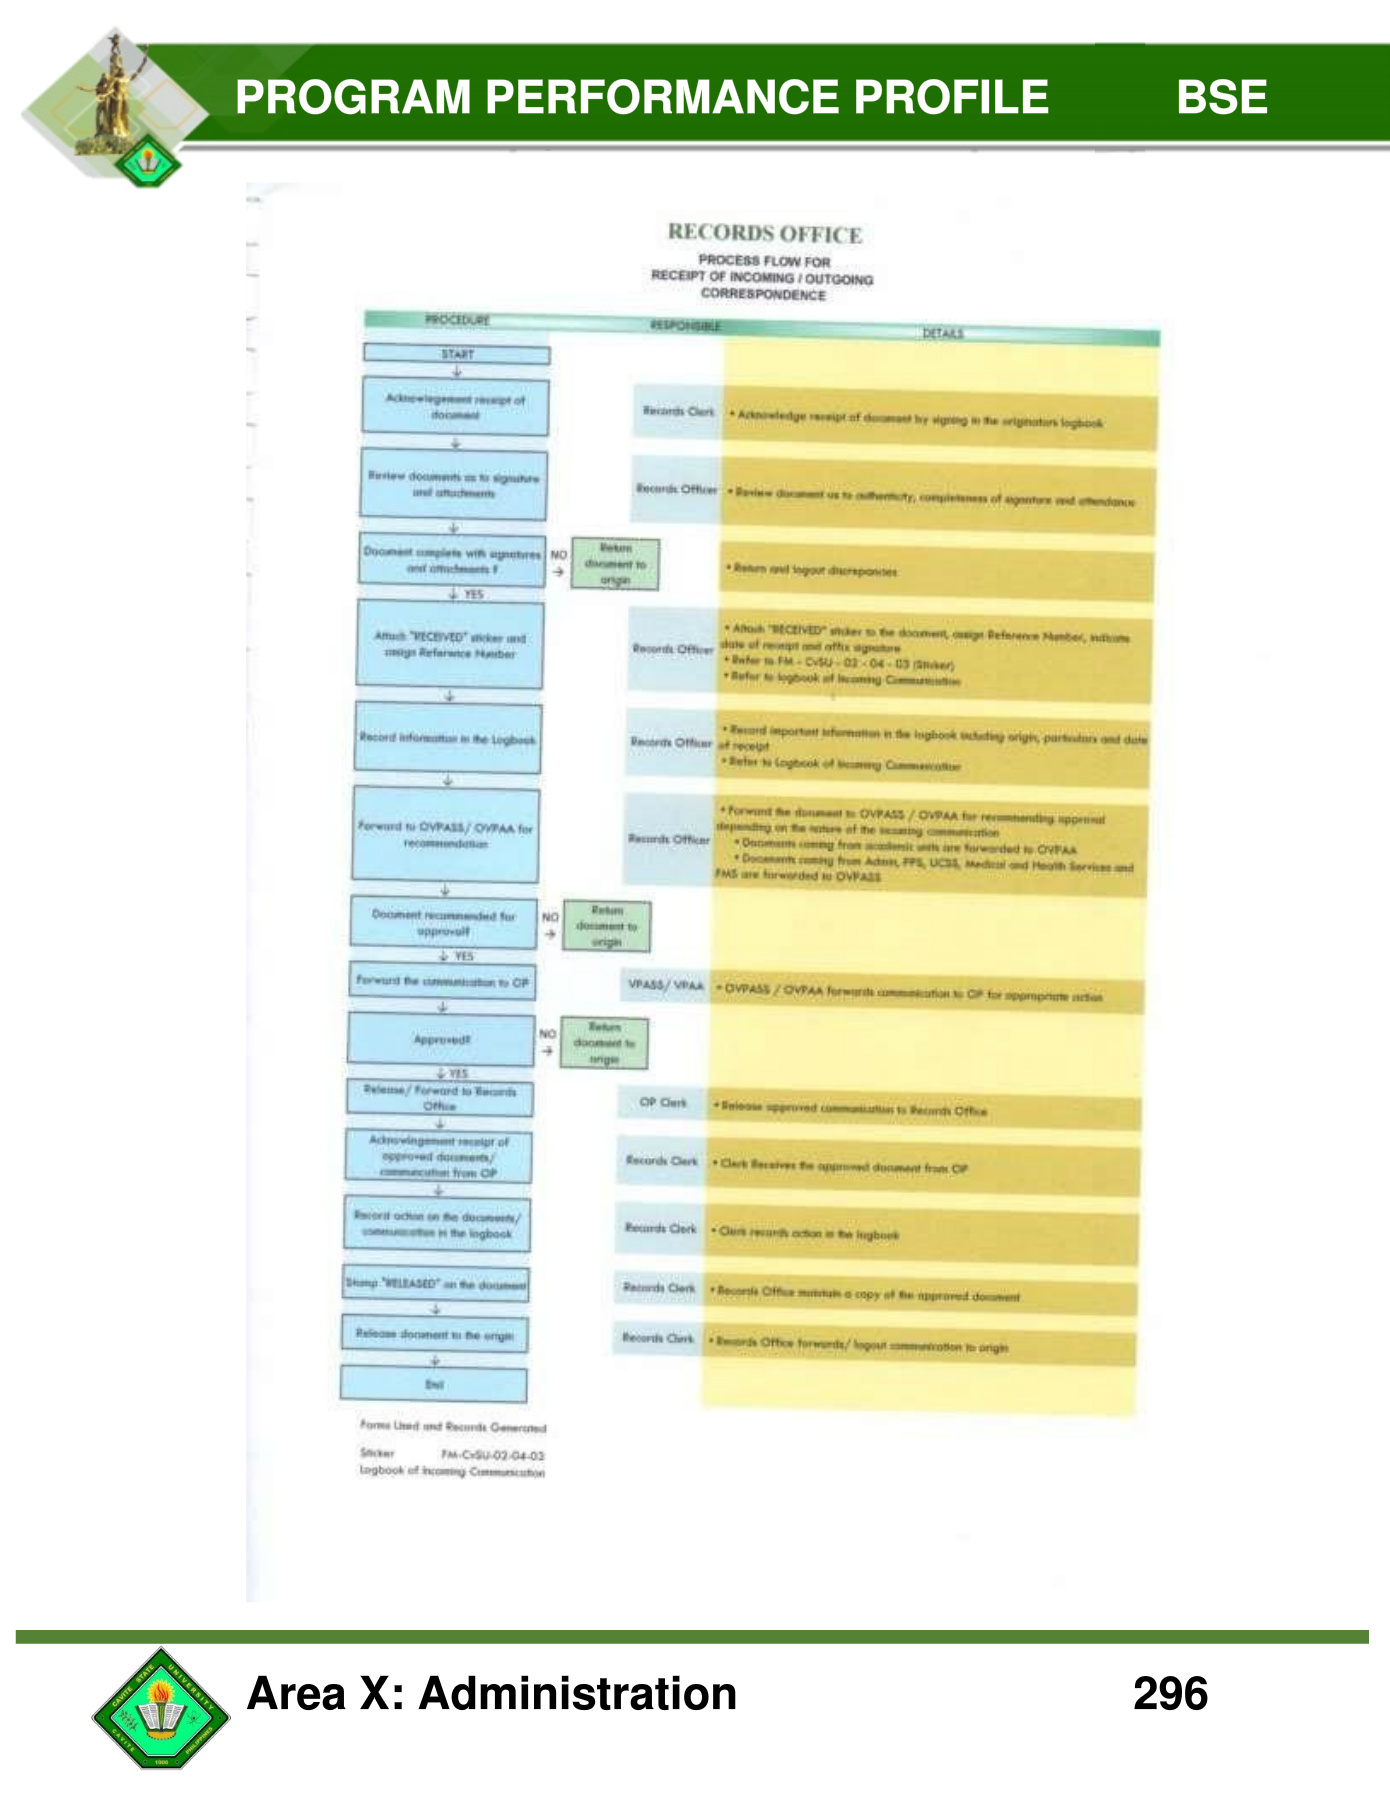 PROGRAM PERFORMANCE PROFILE BSE
RECORDS OFFICE
PROCESS FLOW FOR
RECEIPT OF INCOMING / OUTGOING
CORRESPONDENCE
PROCEDURE RESPONSIBLE DETAILS
START
↓
Acknowlegement receipt of
document
Records Clerk • Acknowledge receipt of document by signing in the originators logbook
↓
Review documents as to signature
and attachments
Records Officer • Review document as to authenticity, completeness of signature and attendance
↓
Document complete with signatures
and attachments ?
NO
→
Return
document to
origin
• Return and logout discrepancies
↓ YES
Attach "RECEIVED" sticker and
assign Reference Number
Records Officer
• Attach "RECEIVED" sticker to the document, assign Reference Number, indicate
date of receipt and affix signature
• Refer to FM - CvSU - 02 - 04 - 03 (Sticker)
• Refer to logbook of Incoming Communication
↓
Record information in the Logbook
Records Officer
• Record important information in the logbook including origin, particulars and date
of receipt
• Refer to Logbook of Incoming Communication
↓
Forward to OVPASS/ OVPAA for
recommendation
Records Officer
• Forward the document to OVPASS / OVPAA for recommending approval
depending on the nature of the incoming communication
• Documents coming from academic units are forwarded to OVPAA
• Documents coming from Admin, PPS, UCSS, Medical and Health Services and
FMS are forwarded to OVPASS
↓
Document recommended for
approval?
NO
→
Return
document to
origin
↓ YES
Forward the communication to OP
VPASS/ VPAA • OVPASS / OVPAA forwards communication to OP for appropriate action
↓
Approved?
NO
→
Return
document to
origin
↓ YES
Release/ Forward to Records
Office
OP Clerk • Release approved communication to Records Office
↓
Acknowlngement receipt of
approved documents/
communication from OP
Records Clerk • Clerk Receives the approved document from OP
↓
Record action on the documents/
communication in the logbook
Records Clerk • Clerk records action in the logbook
Stamp "RELEASED" on the document
Records Clerk • Records Office maintain a copy of the approved document
↓
Release document to the origin
Records Clerk • Records Office forwards/ logout communication to origin
↓
End
Forms Used and Records Generated
Sticker FM-CvSU-02-04-03
Logbook of Incoming Communication
CAVITE STATE UNIVERSITY
CAVITE PHILIPPINES
1906
Area X: Administration 296